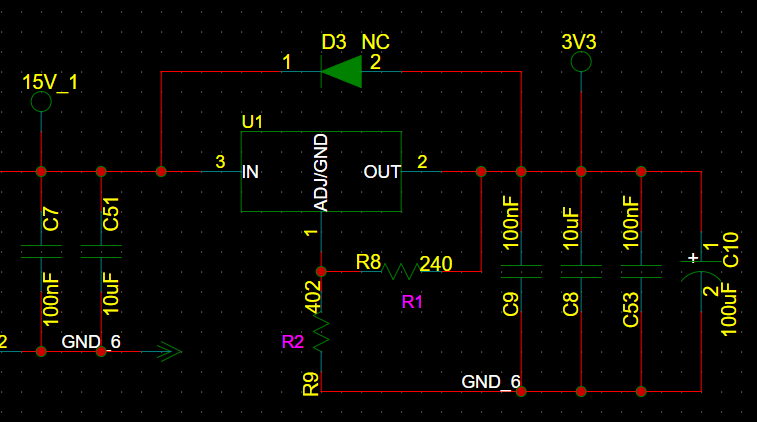 D3 NC
3V3
1
2
15V_1
U1
3
IN
ADJ/GND
OUT
2
C7
C51
100nF
10uF
100nF
1
1
C10
R8
240
R1
402
100nF
10uF
C9
C8
C53
2
100uF
2
GND_6
R2
R9
GND_6
+